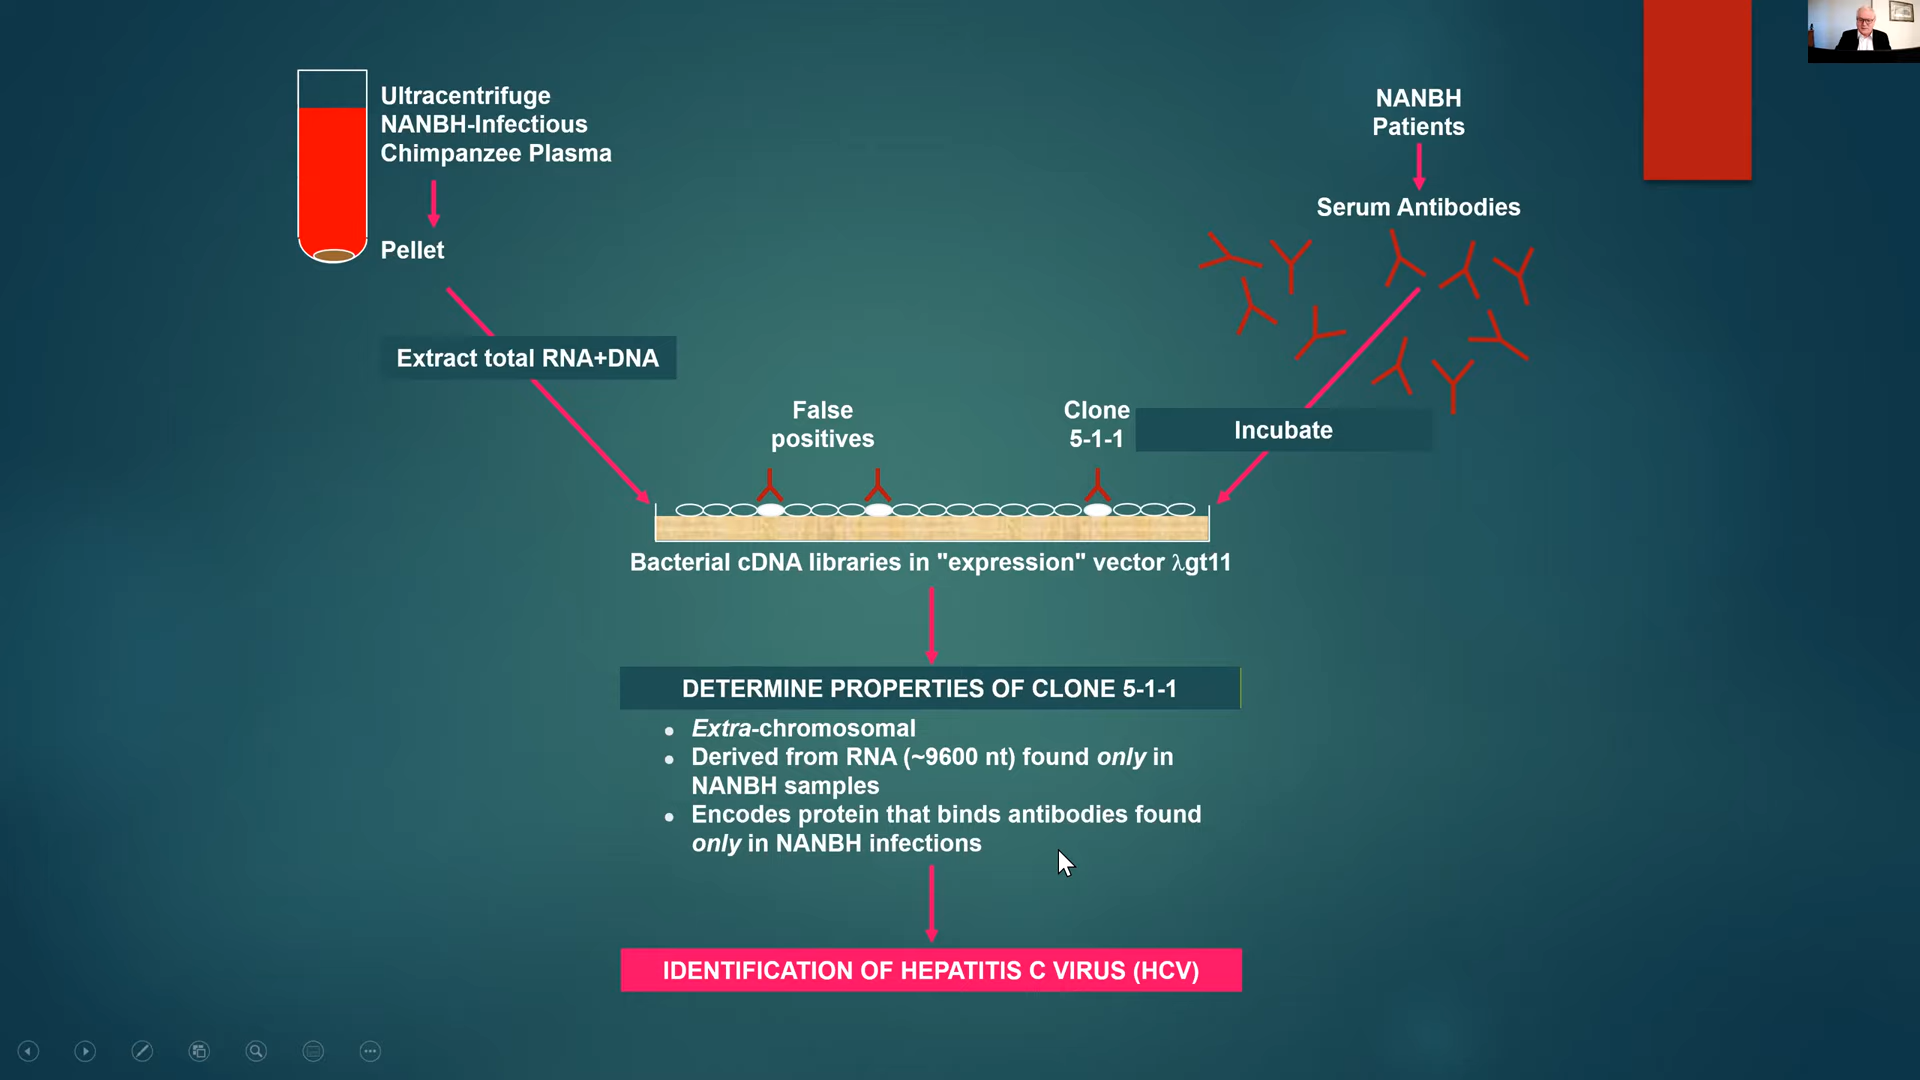 Ultracentrifuge
NANBH-Infectious
Chimpanzee Plasma
Pellet
Extract total RNA+DNA
NANBH
Patients
Serum Antibodies
Incubate
False
positives
Clone
5-1-1
Bacterial cDNA libraries in "expression" vector λgt11
DETERMINE PROPERTIES OF CLONE 5-1-1
• Extra-chromosomal
• Derived from RNA (~9600 nt) found only in
NANBH samples
• Encodes protein that binds antibodies found
only in NANBH infections
IDENTIFICATION OF HEPATITIS C VIRUS (HCV)